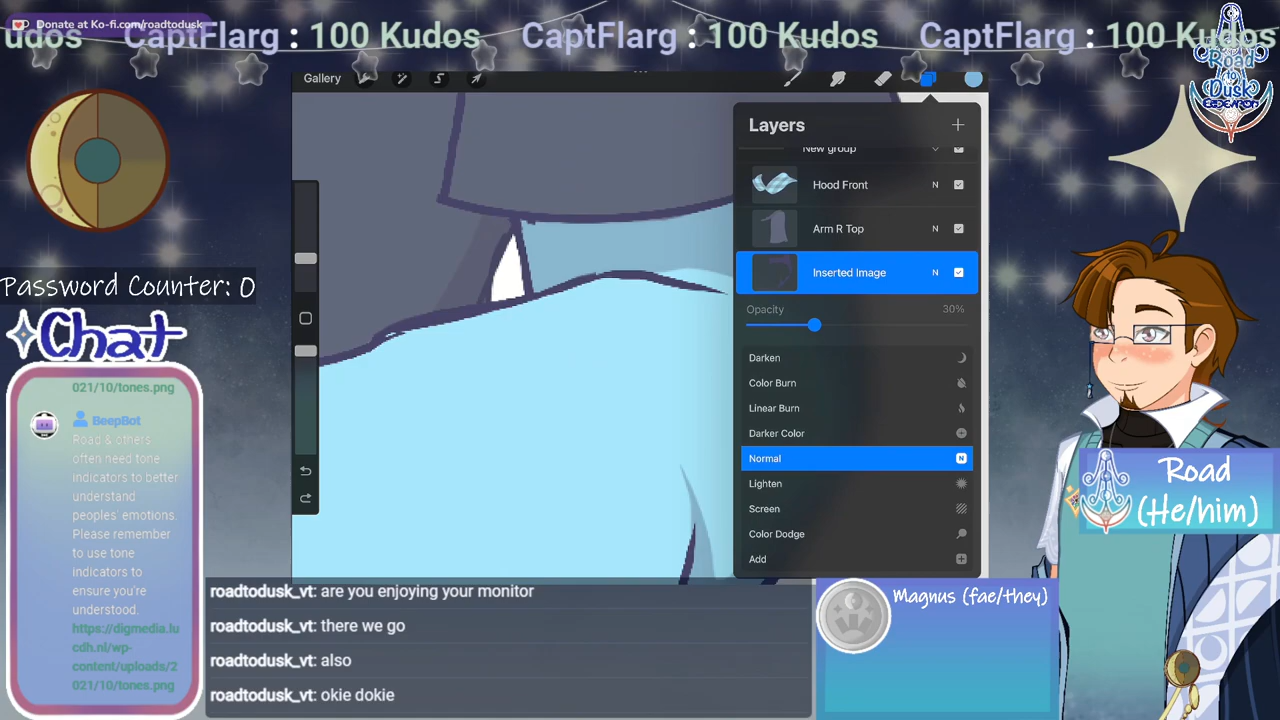 Donate at Ko-fi.com/roadtodusk
udos CaptFlarg : 100 Kudos CaptFlarg : 100 Kudos CaptFlarg : 100 Kudos
Road
to
Dusk
Gallery
Layers
New group
Hood Front N
Arm R Top N
Inserted Image N
Opacity 30%
Darken
Color Burn
Linear Burn
Darker Color
Normal N
Lighten
Screen
Color Dodge
Add
Password Counter: 0
Chat
021/10/tones.png
BeepBot
Road & others
often need tone
indicators to better
understand
peoples' emotions.
Please remember
to use tone
indicators to
ensure you're
understood.
https://digmedia.lu
cdh.nl/wp-
content/uploads/2
021/10/tones.png
roadtodusk_vt: are you enjoying your monitor
roadtodusk_vt: there we go
roadtodusk_vt: also
roadtodusk_vt: okie dokie
Road
(He/him)
Magnus (fae/they)